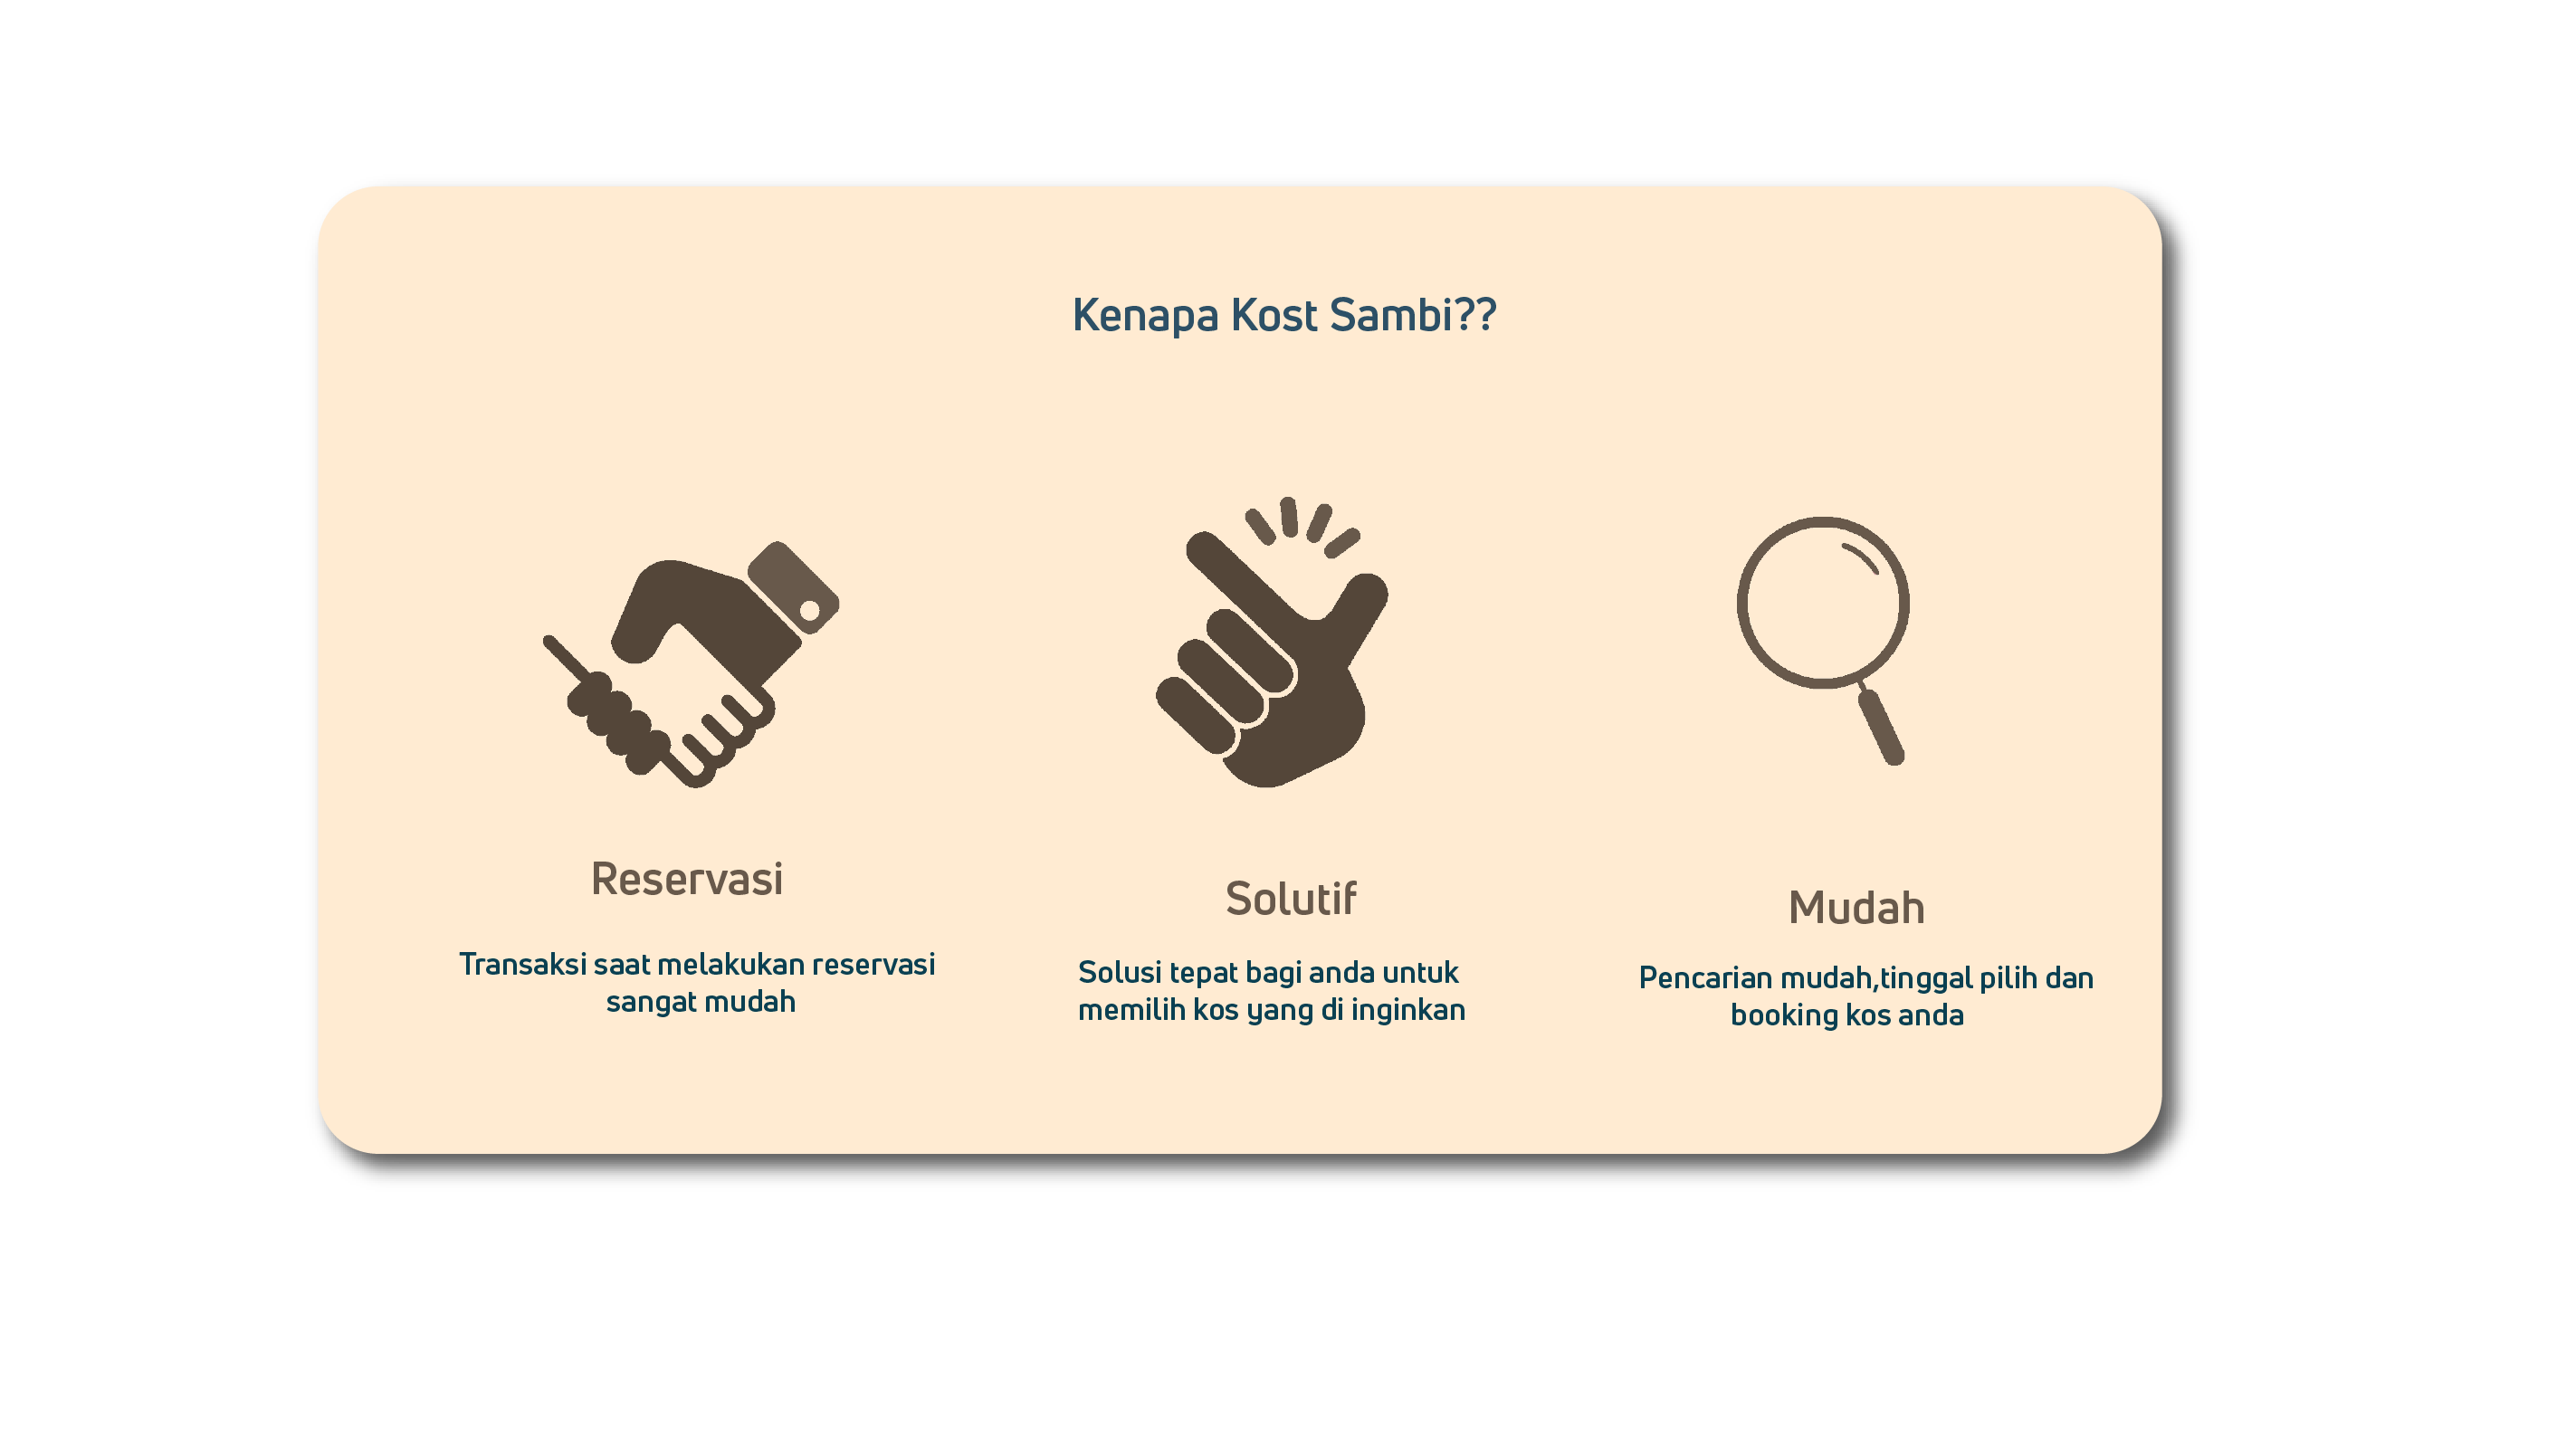 Kenapa Kost Sambi??
Reservasi
Transaksi saat melakukan reservasi
sangat mudah
Solutif
Solusi tepat bagi anda untuk
memilih kos yang di inginkan
Mudah
Pencarian mudah,tinggal pilih dan
booking kos anda